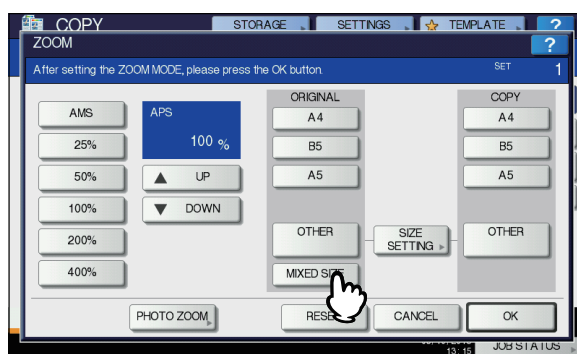 COPY STORAGE SETTINGS TEMPLATE ?
ZOOM ?
After setting the ZOOM MODE, please press the OK button. SET 1
ORIGINAL COPY
AMS APS A4 A4
25% 100 % B5 B5
50% UP A5 A5
100% DOWN
200% OTHER SIZE SETTING OTHER
400% MIXED SIZE
PHOTO ZOOM CANCEL OK
13:15 JOB STATUS